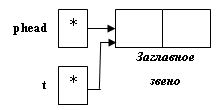 phead *
Заглавное
звено
t *